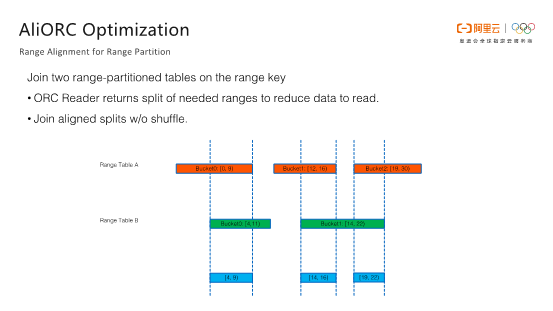 AliORC Optimization
阿里云
Range Alignment for Range Partition
Join two range-partitioned tables on the range key
• ORC Reader returns split of needed ranges to reduce data to read.
• Join aligned splits w/o shuffle.
Range Table A
Bucket0: [0, 9]
Bucket1: [12, 16]
Bucket2: [19, 30]
Range Table B
Bucket0: [4, 11]
Bucket1: [14, 22]
[4, 9]
[14, 16]
[19, 22]